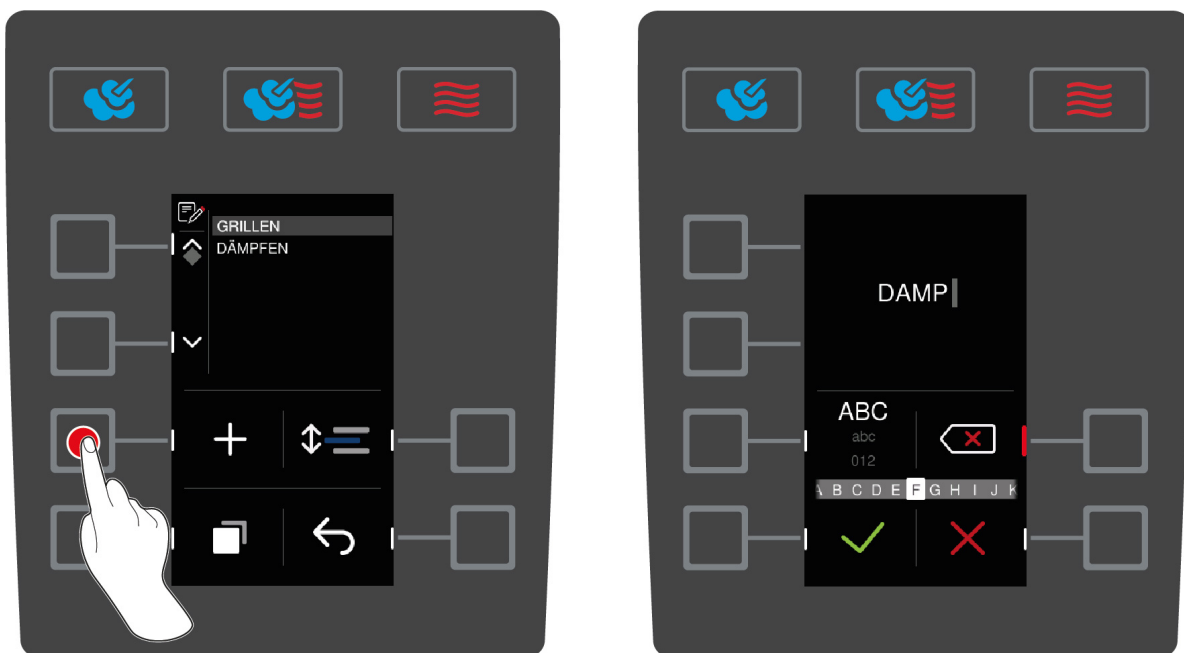 GRILLEN
DÄMPFEN
DAMP
ABC
abc
012
A B C D E F G H I J K